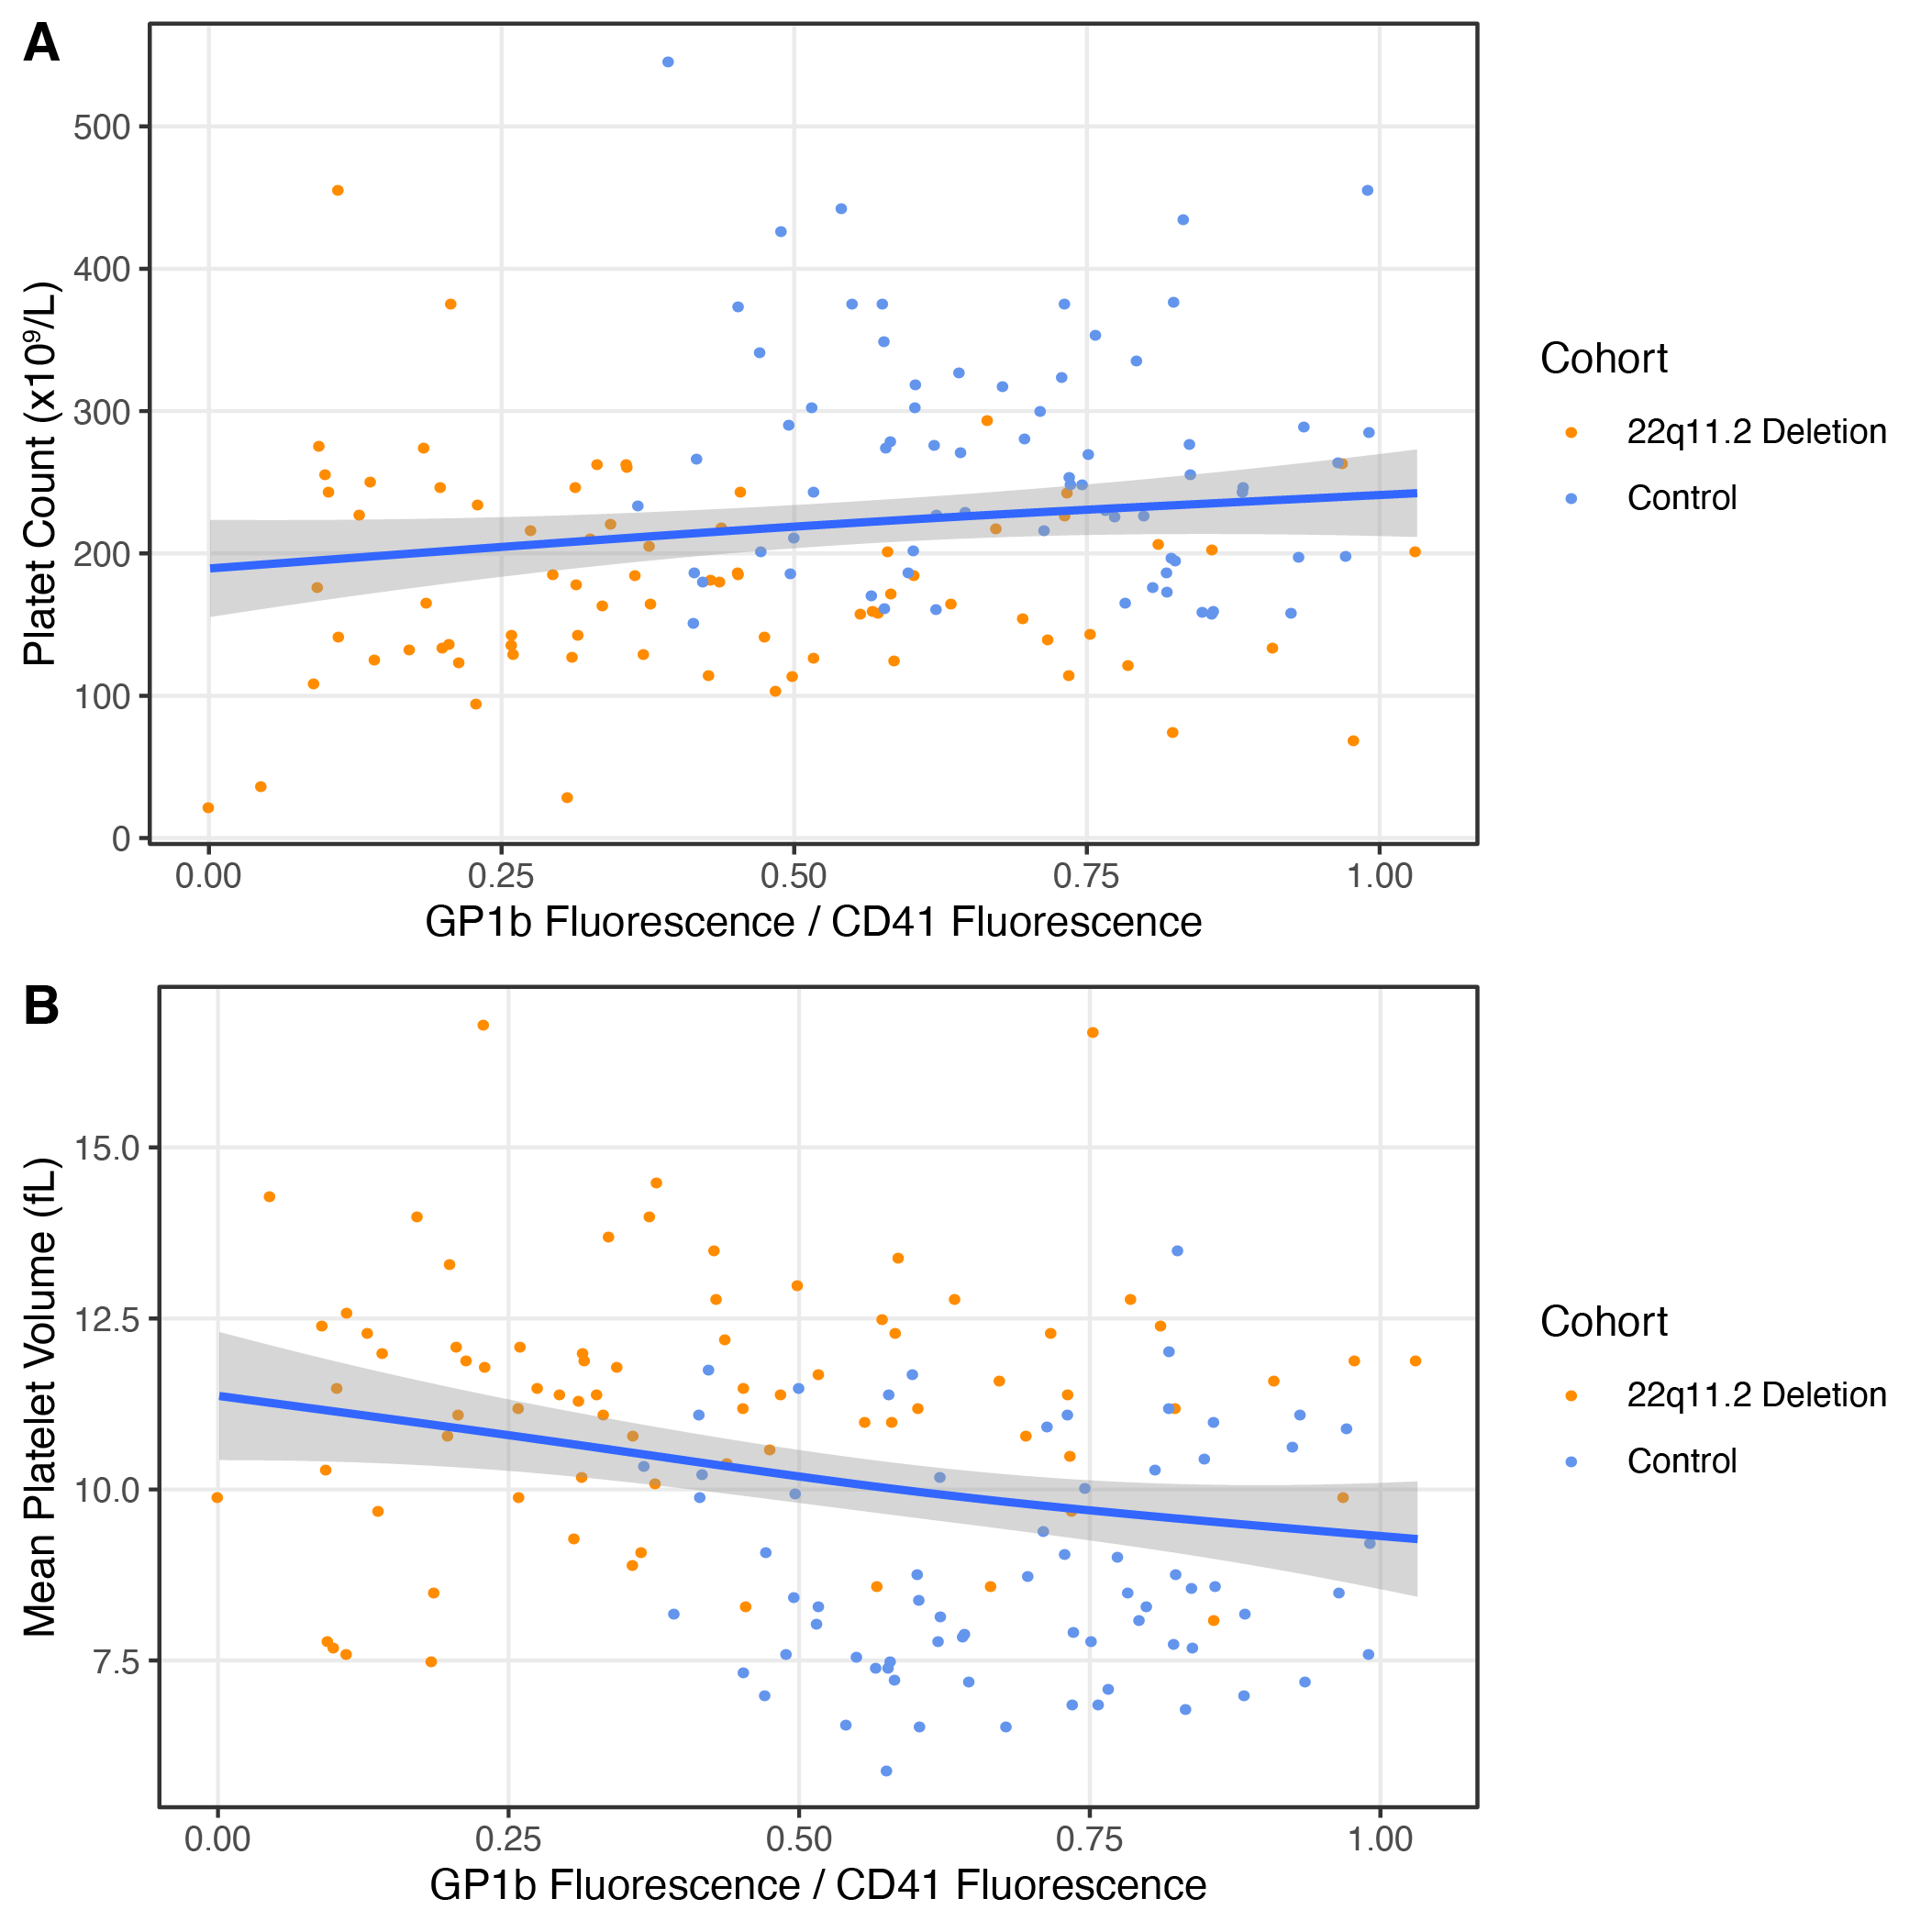 A
Platet Count (x10⁹/L)
500
400
300
200
100
0
0.00 0.25 0.50 0.75 1.00
GP1b Fluorescence / CD41 Fluorescence
Cohort
22q11.2 Deletion
Control
B
Mean Platelet Volume (fL)
15.0
12.5
10.0
7.5
0.00 0.25 0.50 0.75 1.00
GP1b Fluorescence / CD41 Fluorescence
Cohort
22q11.2 Deletion
Control